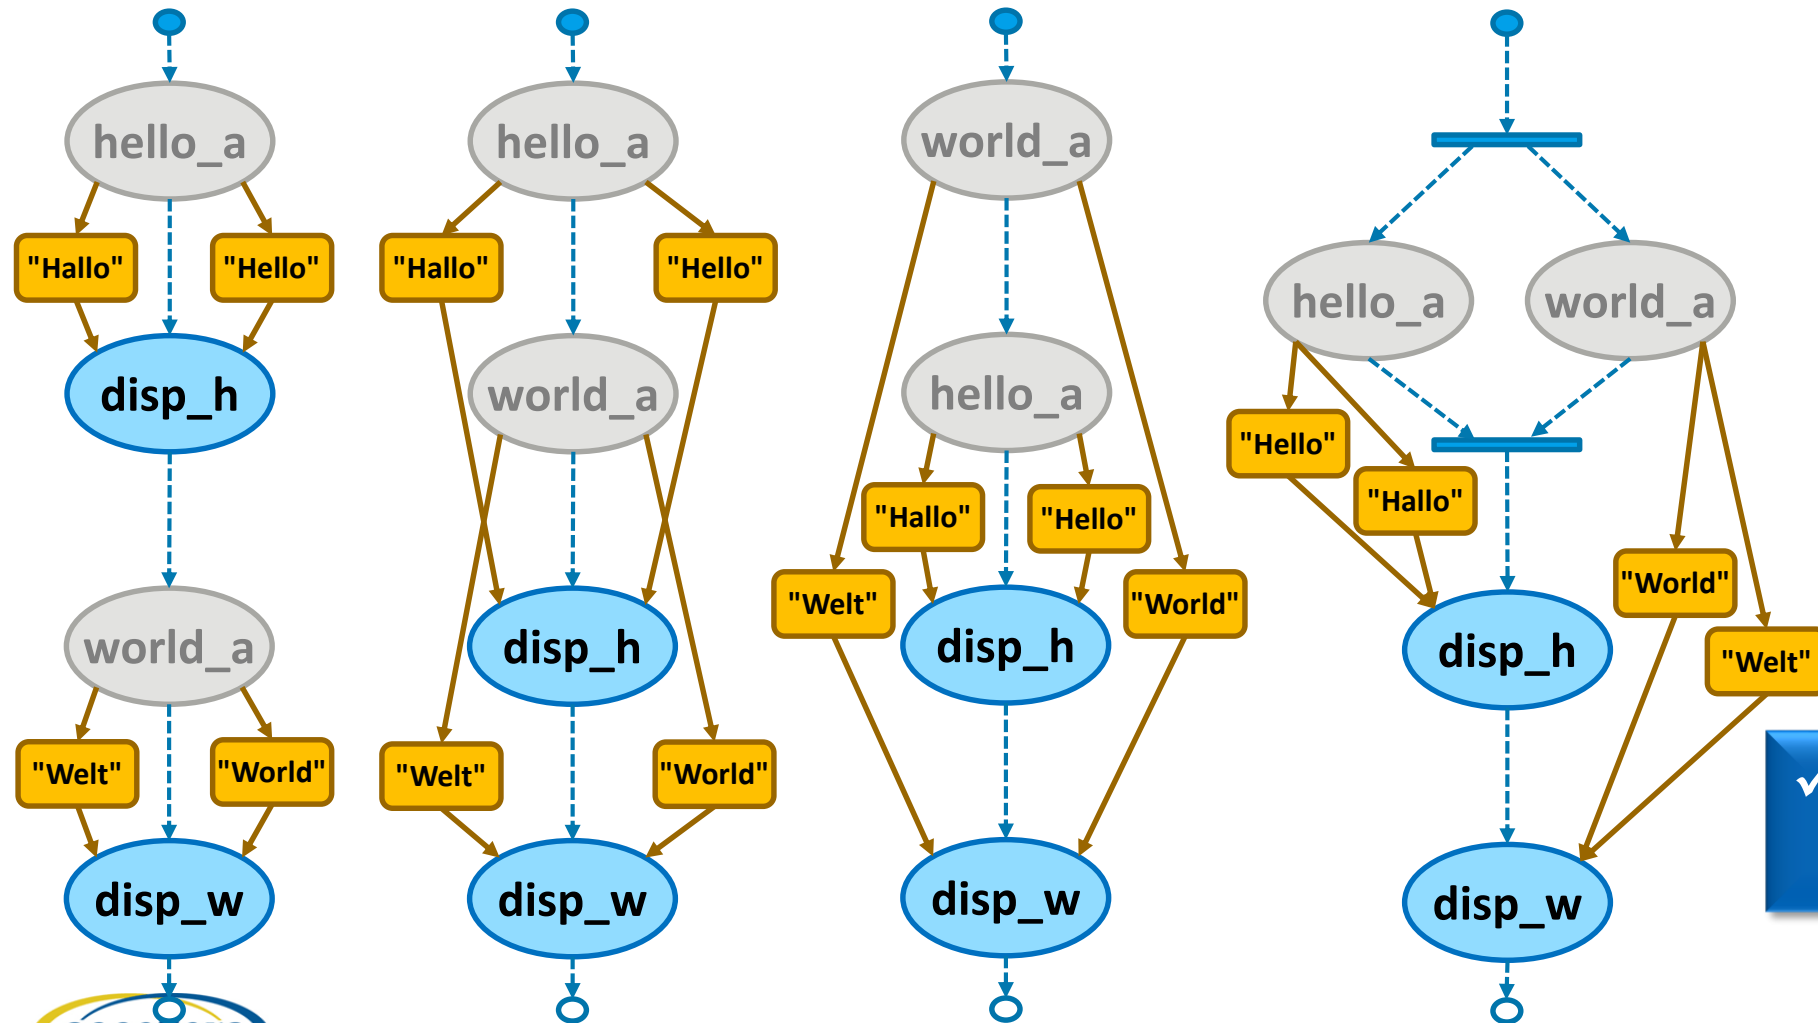 hello_a
"Hallo"
"Hello"
disp_h
world_a
"Welt"
"World"
disp_w
hello_a
"Hallo"
"Hello"
world_a
disp_h
"Welt"
"World"
disp_w
world_a
hello_a
"Hallo"
"Hello"
"Welt"
"World"
disp_h
disp_w
hello_a
world_a
"Hello"
"Hallo"
"World"
disp_h
"Welt"
disp_w
✓